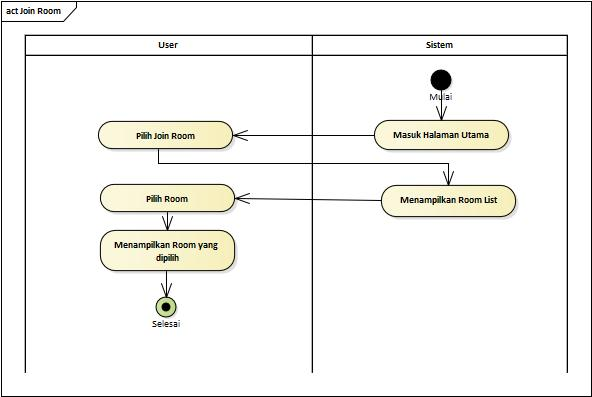 act Join Room
User
Sistem
Mulai
Masuk Halaman Utama
Pilih Join Room
Menampilkan Room List
Pilih Room
Menampilkan Room yang
dipilih
Selesai